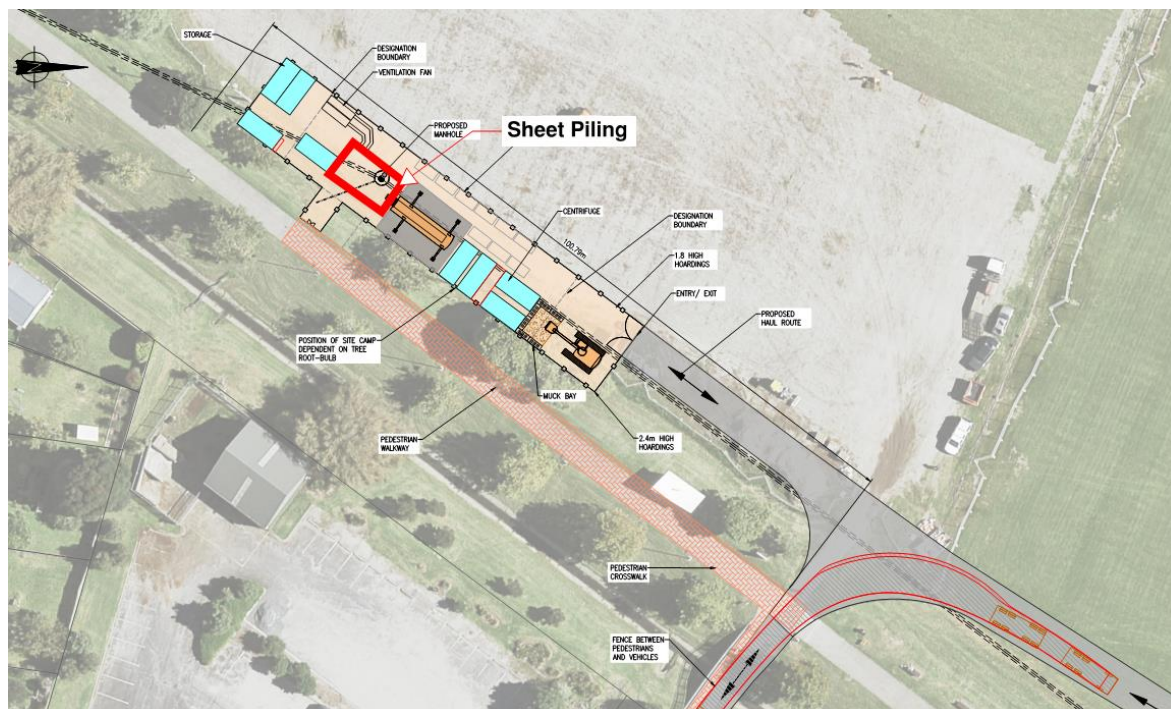 STORAGE
DESIGNATION
BOUNDARY
VENTILATION FAN
PROPOSED
MANHOLE
Sheet Piling
CENTRIFUGE
DESIGNATION
BOUNDARY
100.79m
1.8 HIGH
HOARDINGS
ENTRY/ EXIT
PROPOSED
HAUL ROUTE
POSITION OF SITE CAMP
DEPENDENT ON TREE
ROOT-BULB
MUCK BAY
PEDESTRIAN
WALKWAY
2.4m HIGH
HOARDINGS
PEDESTRIAN
CROSSWALK
FENCE BETWEEN
PEDESTRIANS
AND VEHICLES